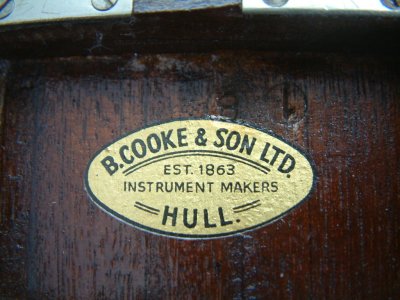 B. COOKE & SON LTD.
EST. 1863
INSTRUMENT MAKERS
HULL.